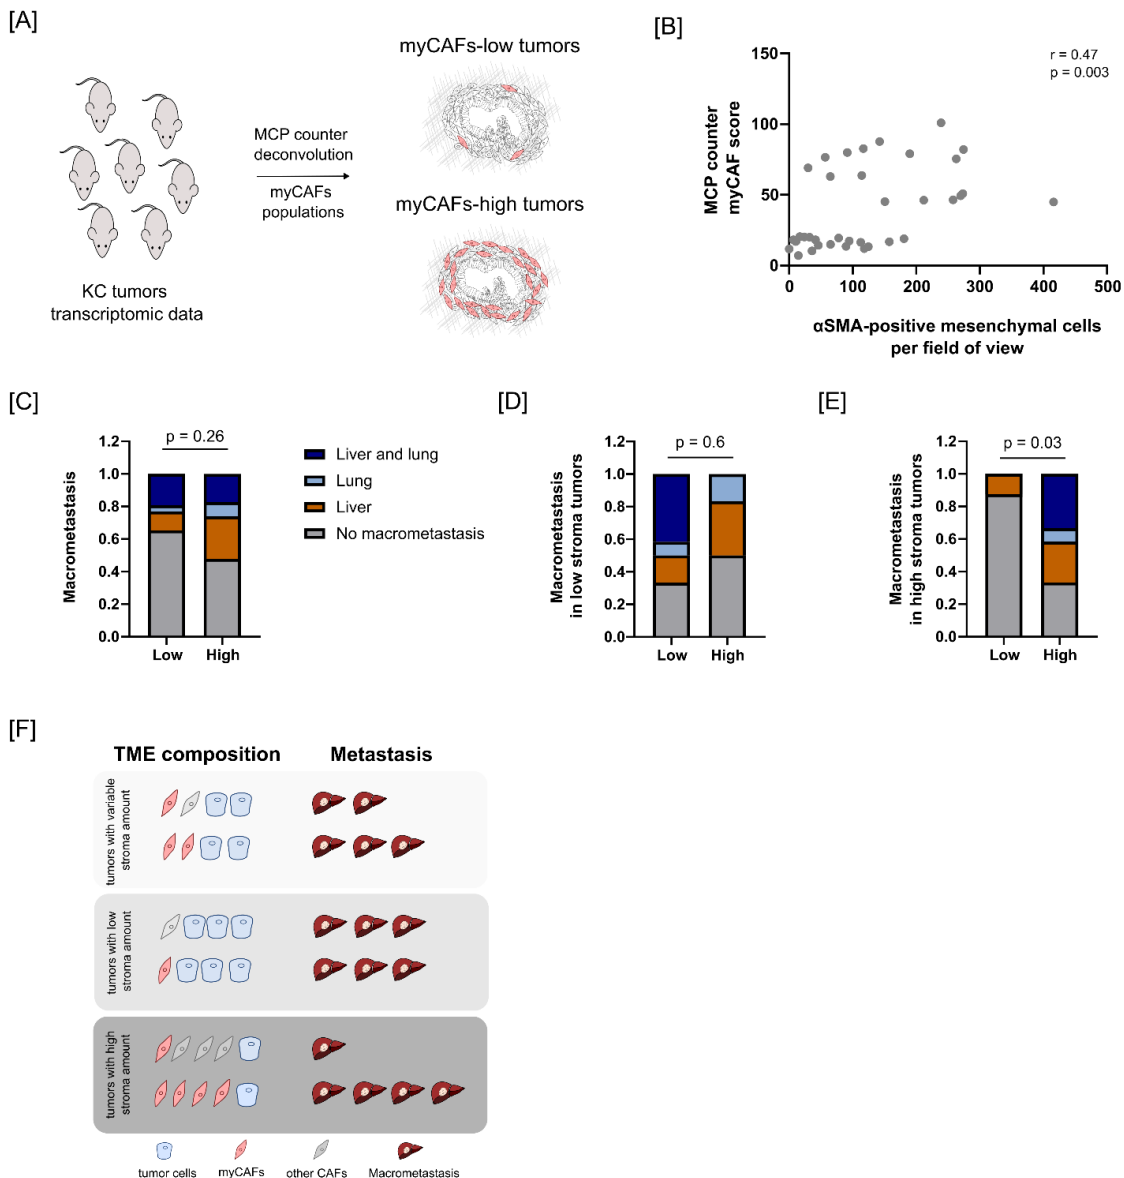 [A]
myCAFs-low tumors
MCP counter
deconvolution
myCAFs
populations
myCAFs-high tumors
KC tumors
transcriptomic data
[B]
r = 0.47
p = 0.003
MCP counter
myCAF score
150
100
50
0
0 100 200 300 400 500
αSMA-positive mesenchymal cells
per field of view
[C]
p = 0.26
Macrometastasis
1.2
1.0
0.8
0.6
0.4
0.2
0.0
Low High
Liver and lung
Lung
Liver
No macrometastasis
[D]
p = 0.6
Macrometastasis
in low stroma tumors
1.2
1.0
0.8
0.6
0.4
0.2
0.0
Low High
[E]
p = 0.03
Macrometastasis
in high stroma tumors
1.2
1.0
0.8
0.6
0.4
0.2
0.0
Low High
[F]
TME composition Metastasis
tumors with variable
stroma amount
tumors with low
stroma amount
tumors with high
stroma amount
tumor cells myCAFs other CAFs Macrometastasis